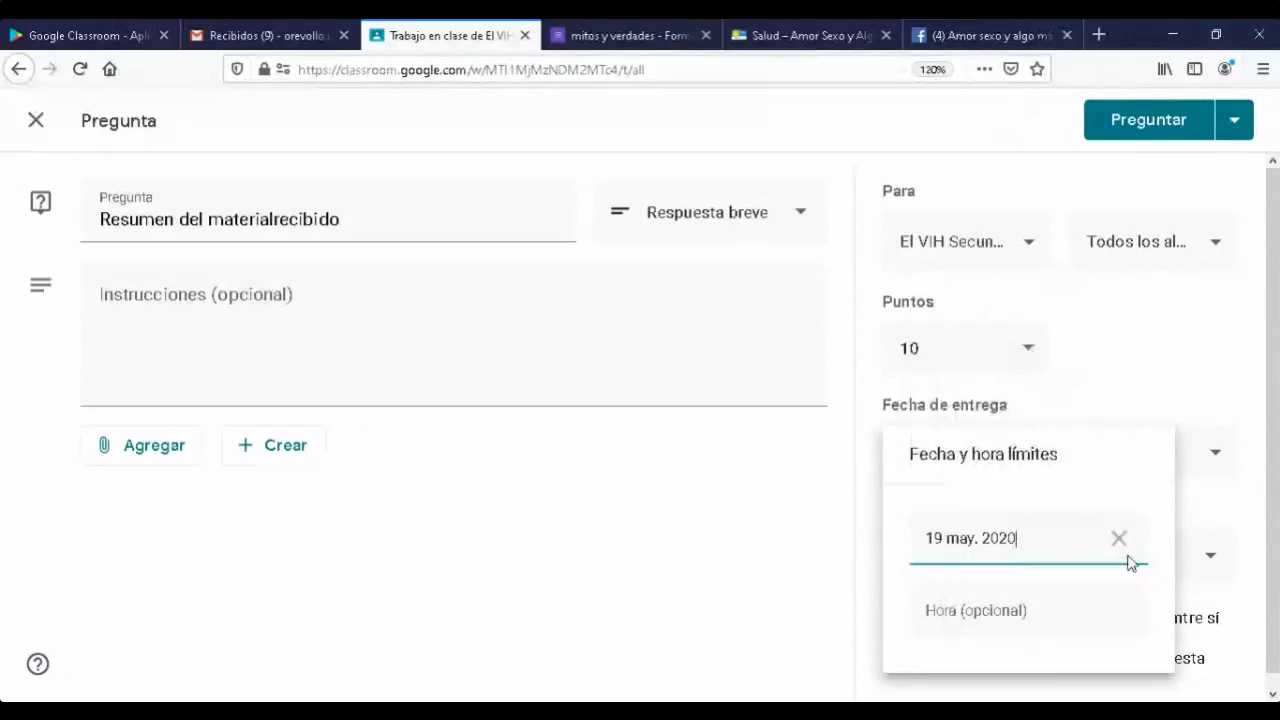 Google Classroom - Apli
Recibidos (9) - orevollo.
Trabajo en clase de El VIH
mitos y verdades - Form
Salud – Amor Sexo y Alg
(4) Amor sexo y algo má
https://classroom.google.com/w/MTI1MjMzNDM2MTc4/t/all
120%
Pregunta
Preguntar
Pregunta
Resumen del materialrecibido
Respuesta breve
Instrucciones (opcional)
Agregar
Crear
Para
El VIH Secun...
Todos los al...
Puntos
10
Fecha de entrega
Fecha y hora límites
19 may. 2020
Hora (opcional)
ntre sí
esta